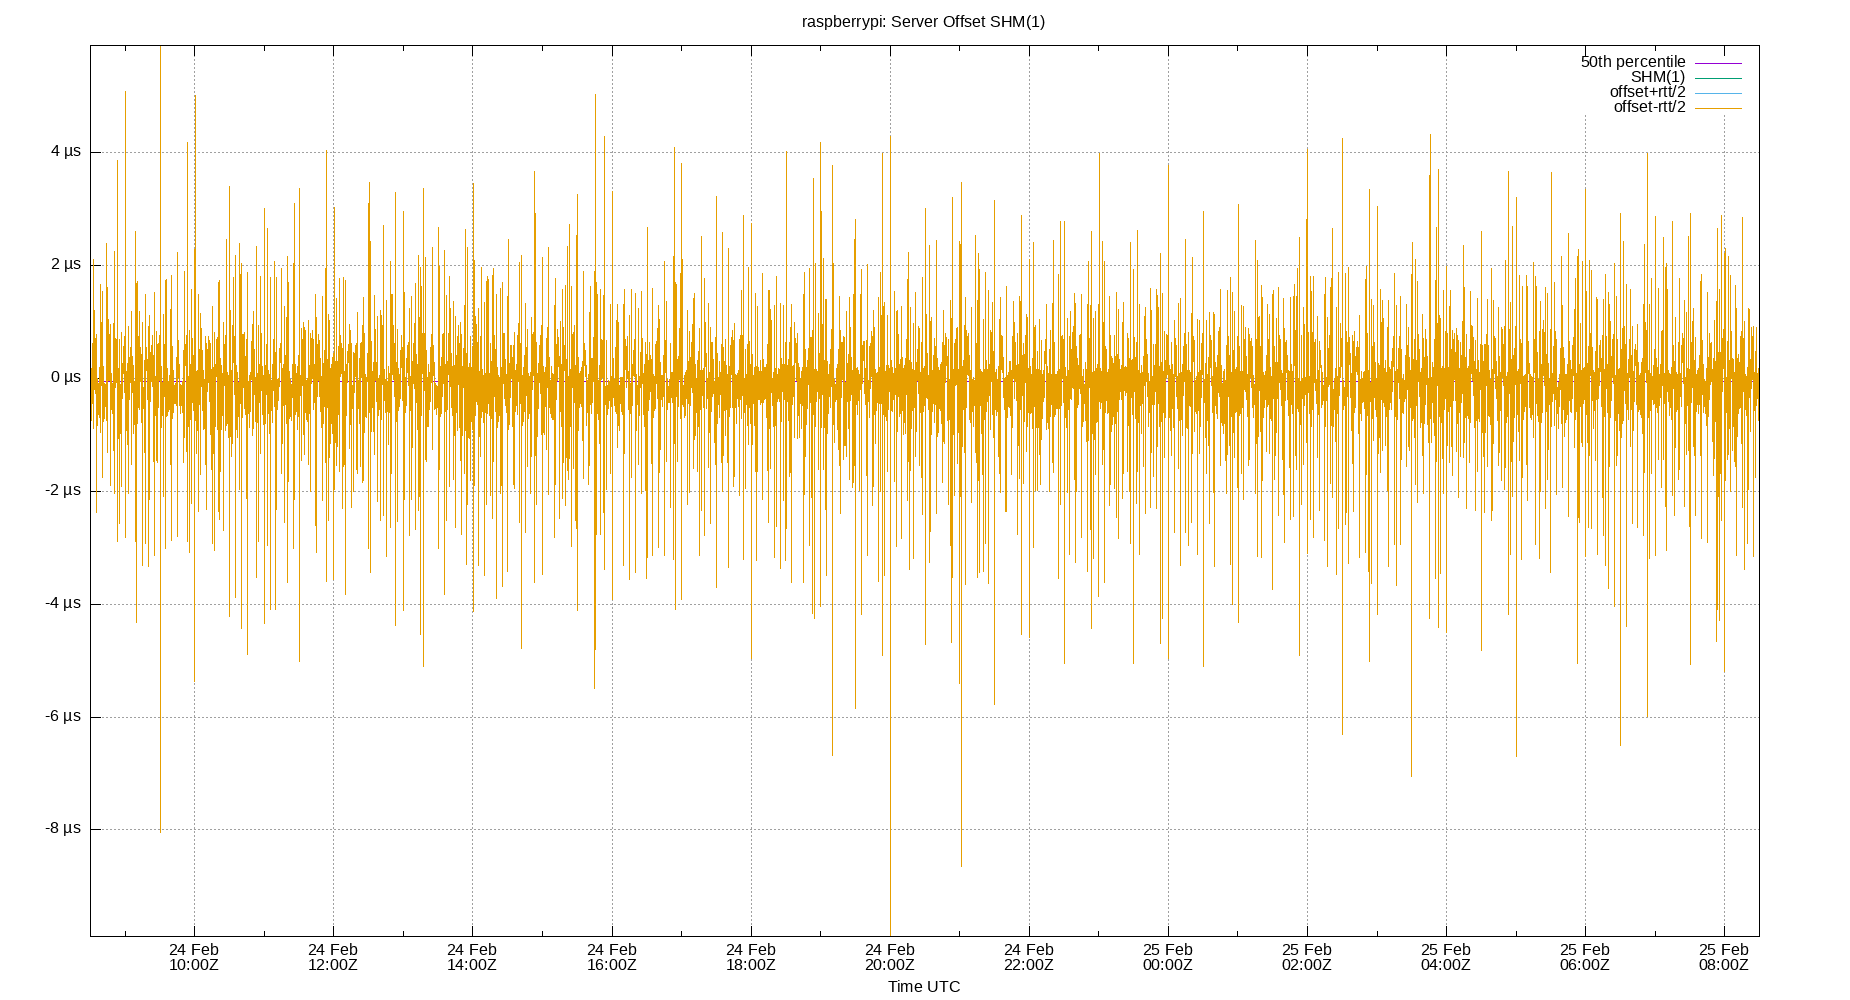 raspberrypi: Server Offset SHM(1)
50th percentile
SHM(1)
offset+rtt/2
offset-rtt/2
4 µs
2 µs
0 µs
-2 µs
-4 µs
-6 µs
-8 µs
24 Feb 24 Feb 24 Feb 24 Feb 24 Feb 24 Feb 24 Feb 25 Feb 25 Feb 25 Feb 25 Feb 25 Feb
10:00Z 12:00Z 14:00Z 16:00Z 18:00Z 20:00Z 22:00Z 00:00Z 02:00Z 04:00Z 06:00Z 08:00Z
Time UTC